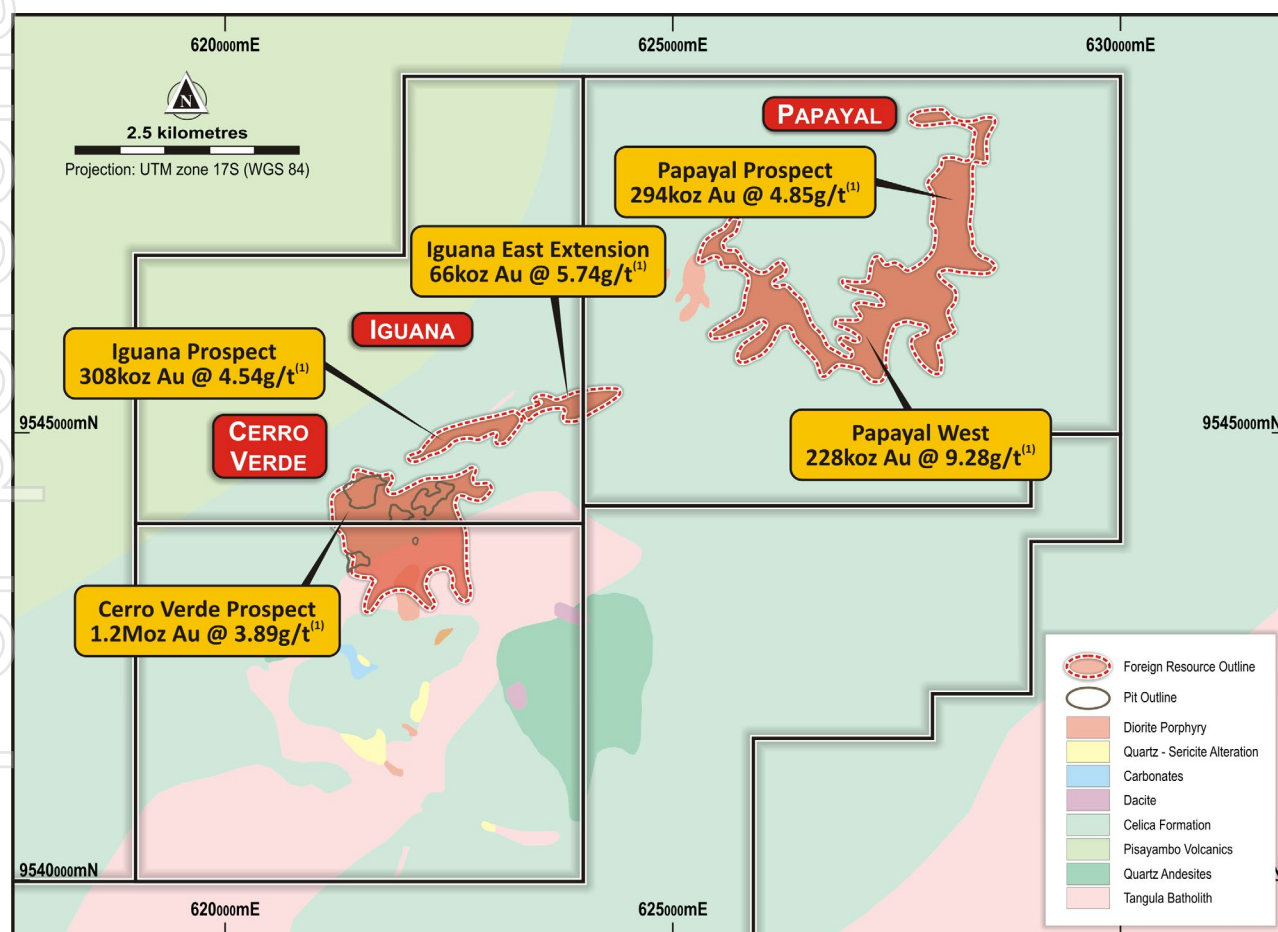 620000mE
625000mE
630000mE
N
2.5 kilometres
Projection: UTM zone 17S (WGS 84)
PAPAYAL
Papayal Prospect
294koz Au @ 4.85g/t(1)
Iguana East Extension
66koz Au @ 5.74g/t(1)
IGUANA
Iguana Prospect
308koz Au @ 4.54g/t(1)
9545000mN
9545000mN
CERRO
VERDE
Papayal West
228koz Au @ 9.28g/t(1)
Cerro Verde Prospect
1.2Moz Au @ 3.89g/t(1)
Foreign Resource Outline
Pit Outline
Diorite Porphyry
Quartz - Sericite Alteration
Carbonates
Dacite
Celica Formation
Pisayambo Volcanics
Quartz Andesites
Tangula Batholith
9540000mN
620000mE
625000mE